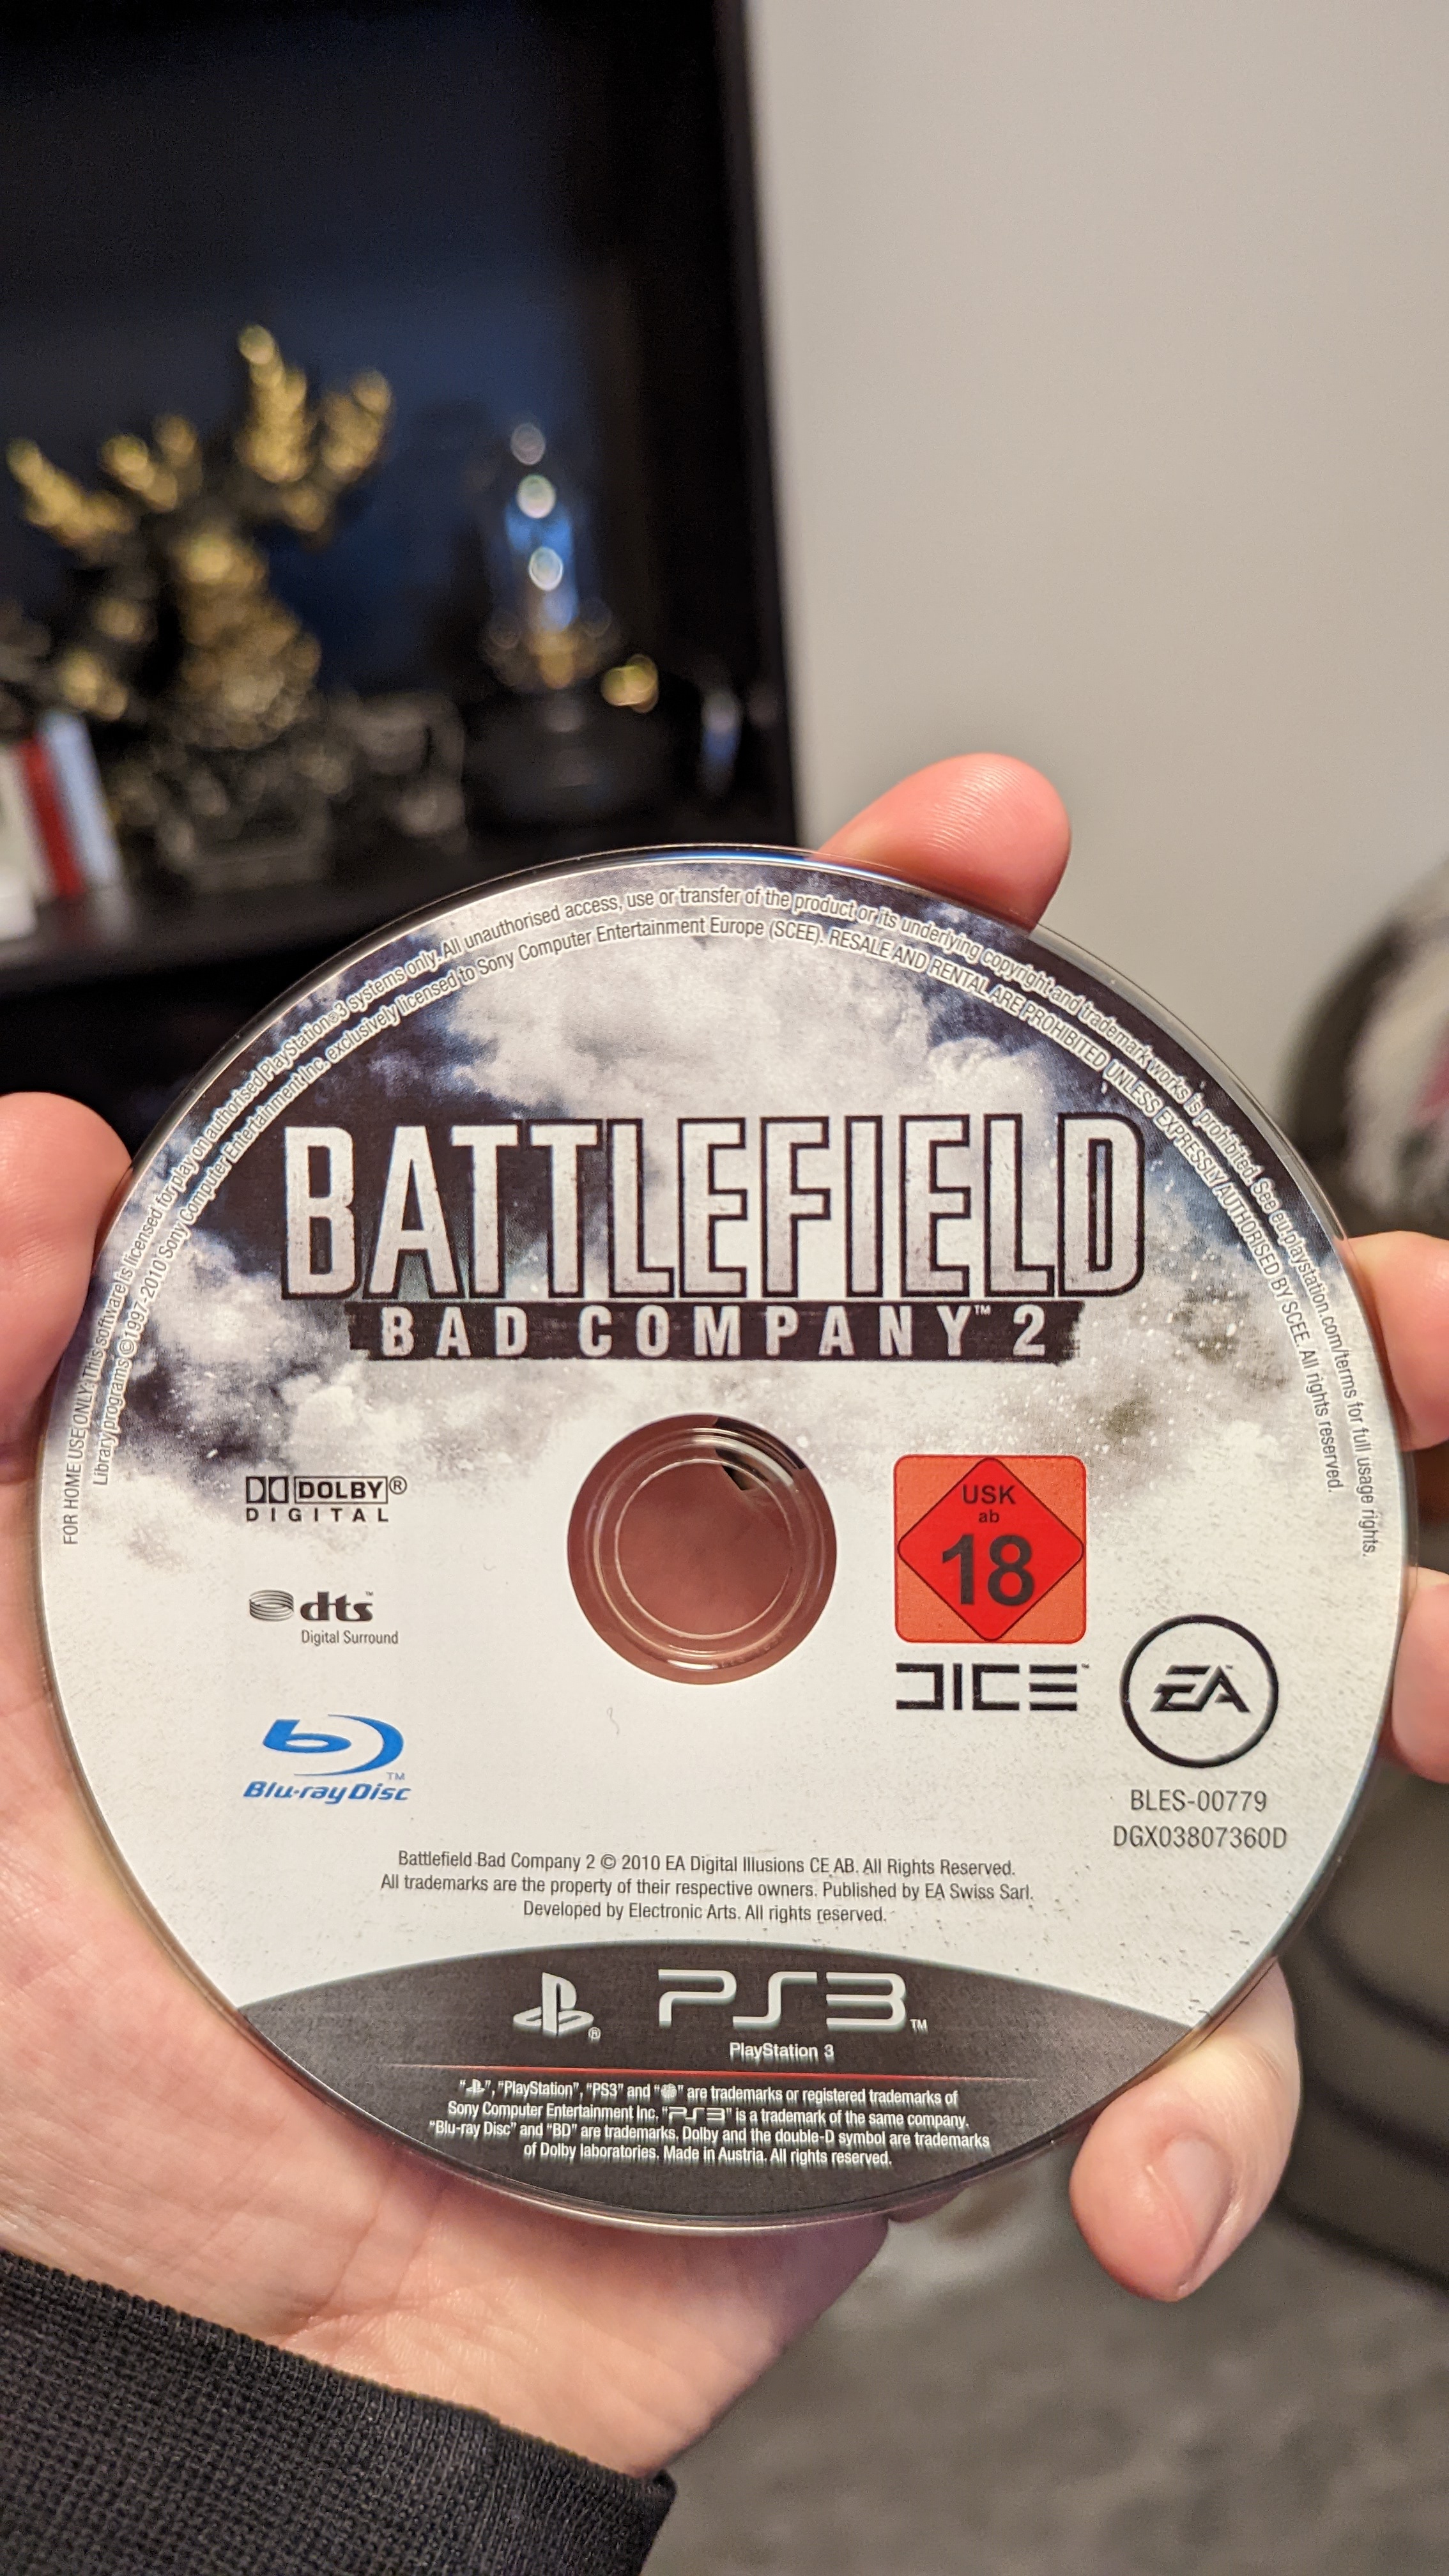 FOR HOME USE ONLY. This software is licensed for play on authorised PlayStation®3 systems only. All unauthorised access, use or transfer of the product or its underlying copyright and trademark works is prohibited. See eu.playstation.com/terms for full usage rights.
Library programs ©1997-2010 Sony Computer Entertainment Inc. exclusively licensed to Sony Computer Entertainment Europe (SCEE). RESALE AND RENTAL ARE PROHIBITED UNLESS EXPRESSLY AUTHORISED BY SCEE. All rights reserved.
BATTLEFIELD
BAD COMPANY™ 2
DOLBY®
DIGITAL
dts™
Digital Surround
Blu-ray Disc™
USK
ab
18
DICE™
EA™
BLES-00779
DGX03807360D
Battlefield Bad Company 2 © 2010 EA Digital Illusions CE AB. All Rights Reserved.
All trademarks are the property of their respective owners. Published by EA Swiss Sarl.
Developed by Electronic Arts. All rights reserved.
® PS3™
PlayStation 3
“ ”, “PlayStation”, “PS3” and “ ” are trademarks or registered trademarks of
Sony Computer Entertainment Inc. “PS3” is a trademark of the same company.
“Blu-ray Disc” and “BD” are trademarks. Dolby and the double-D symbol are trademarks
of Dolby laboratories. Made in Austria. All rights reserved.